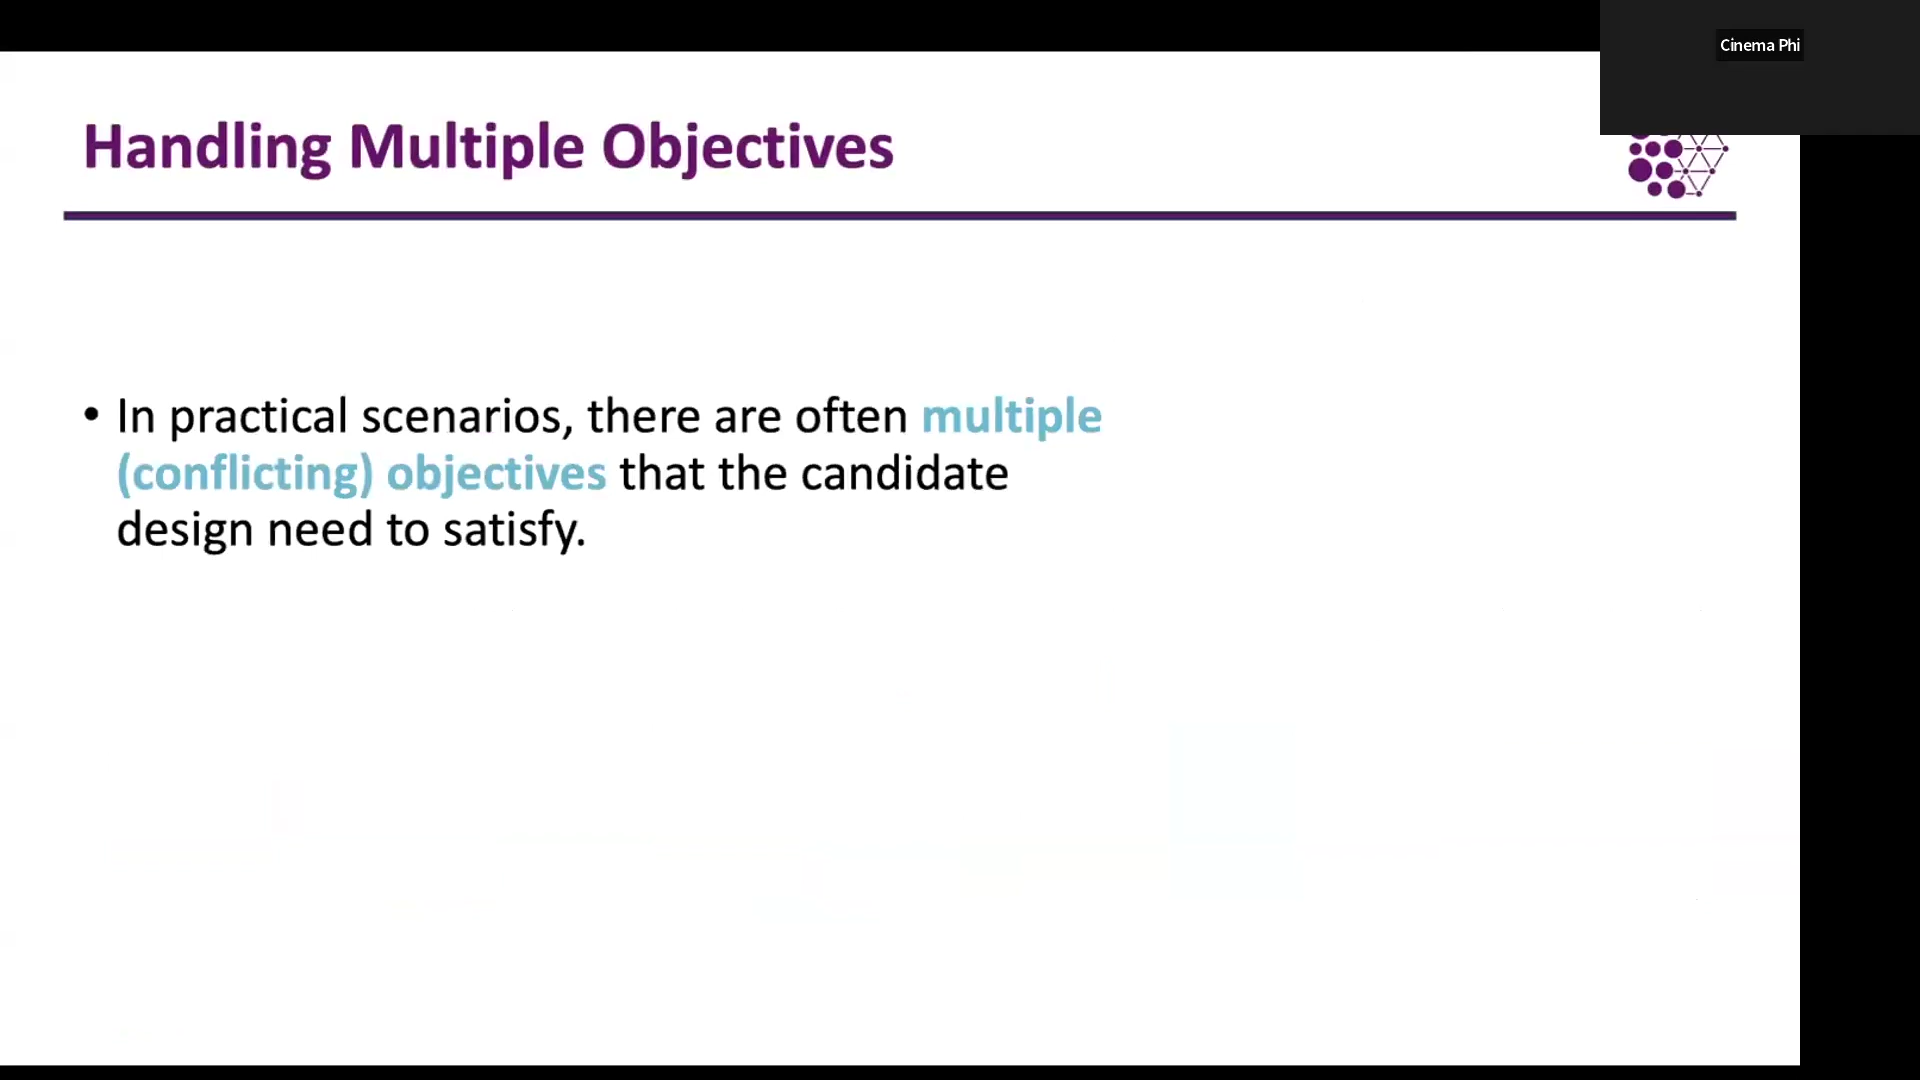 Cinema Phi
Handling Multiple Objectives
• In practical scenarios, there are often multiple
(conflicting) objectives that the candidate
design need to satisfy.